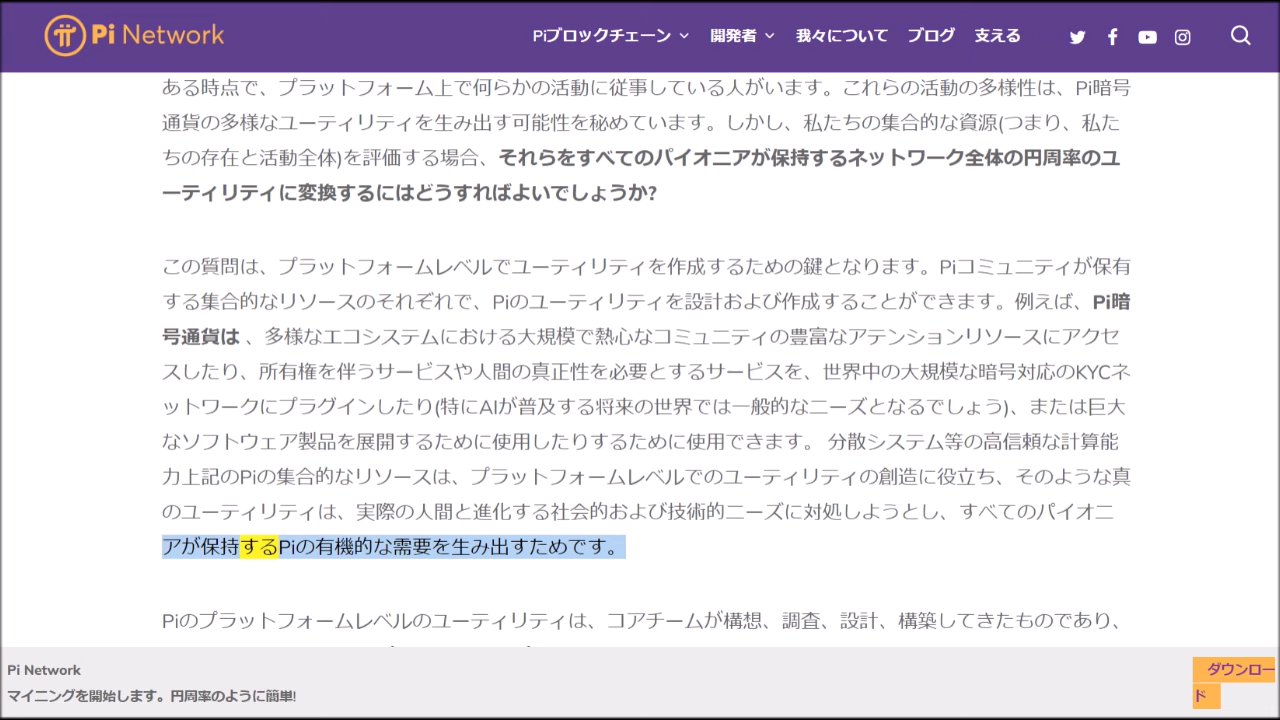 Pi Network
Piブロックチェーン 開発者 我々について ブログ 支える
ある時点で、プラットフォーム上で何らかの活動に従事している人がいます。これらの活動の多様性は、Pi暗号
通貨の多様なユーティリティを生み出す可能性を秘めています。しかし、私たちの集合的な資源(つまり、私た
ちの存在と活動全体)を評価する場合、それらをすべてのパイオニアが保持するネットワーク全体の円周率のユ
ーティリティに変換するにはどうすればよいでしょうか?
この質問は、プラットフォームレベルでユーティリティを作成するための鍵となります。Piコミュニティが保有
する集合的なリソースのそれぞれで、Piのユーティリティを設計および作成することができます。例えば、Pi暗
号通貨は 、多様なエコシステムにおける大規模で熱心なコミュニティの豊富なアテンションリソースにアクセ
スしたり、所有権を伴うサービスや人間の真正性を必要とするサービスを、世界中の大規模な暗号対応のKYCネ
ットワークにプラグインしたり(特にAIが普及する将来の世界では一般的なニーズとなるでしょう)、または巨大
なソフトウェア製品を展開するために使用したりするために使用できます。 分散システム等の高信頼な計算能
力上記のPiの集合的なリソースは、プラットフォームレベルでのユーティリティの創造に役立ち、そのような真
のユーティリティは、実際の人間と進化する社会的および技術的ニーズに対処しようとし、すべてのパイオニ
アが保持するPiの有機的な需要を生み出すためです。
Piのプラットフォームレベルのユーティリティは、コアチームが構想、調査、設計、構築してきたものであり、
Pi Network
マイニングを開始します。円周率のように簡単!
ダウンロー
ド